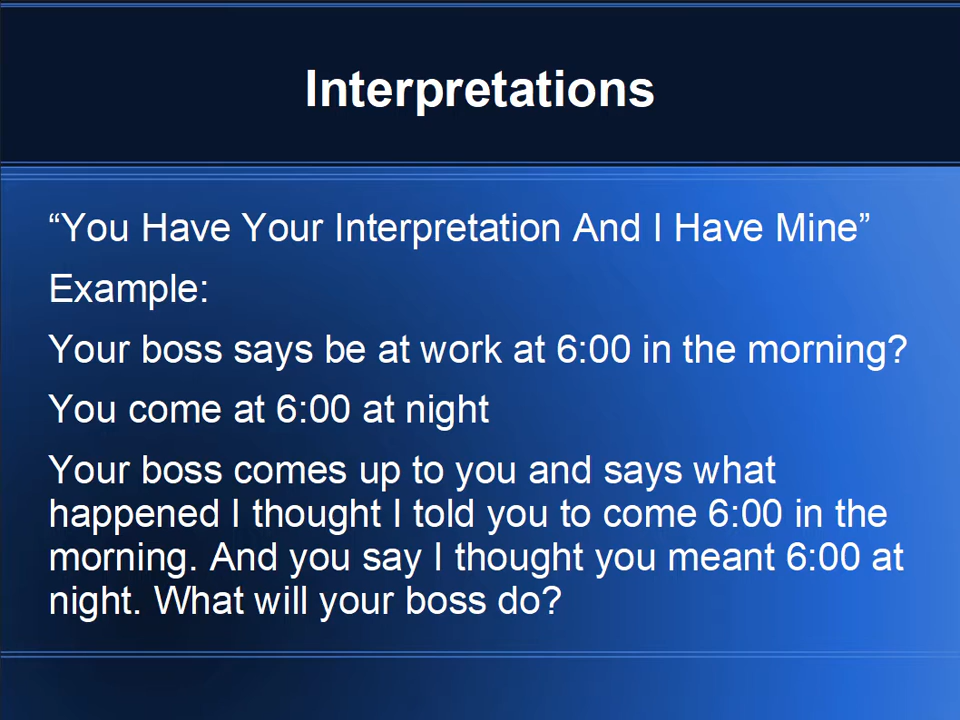 Interpretations
“You Have Your Interpretation And I Have Mine”
Example:
Your boss says be at work at 6:00 in the morning?
You come at 6:00 at night
Your boss comes up to you and says what
happened I thought I told you to come 6:00 in the
morning. And you say I thought you meant 6:00 at
night. What will your boss do?